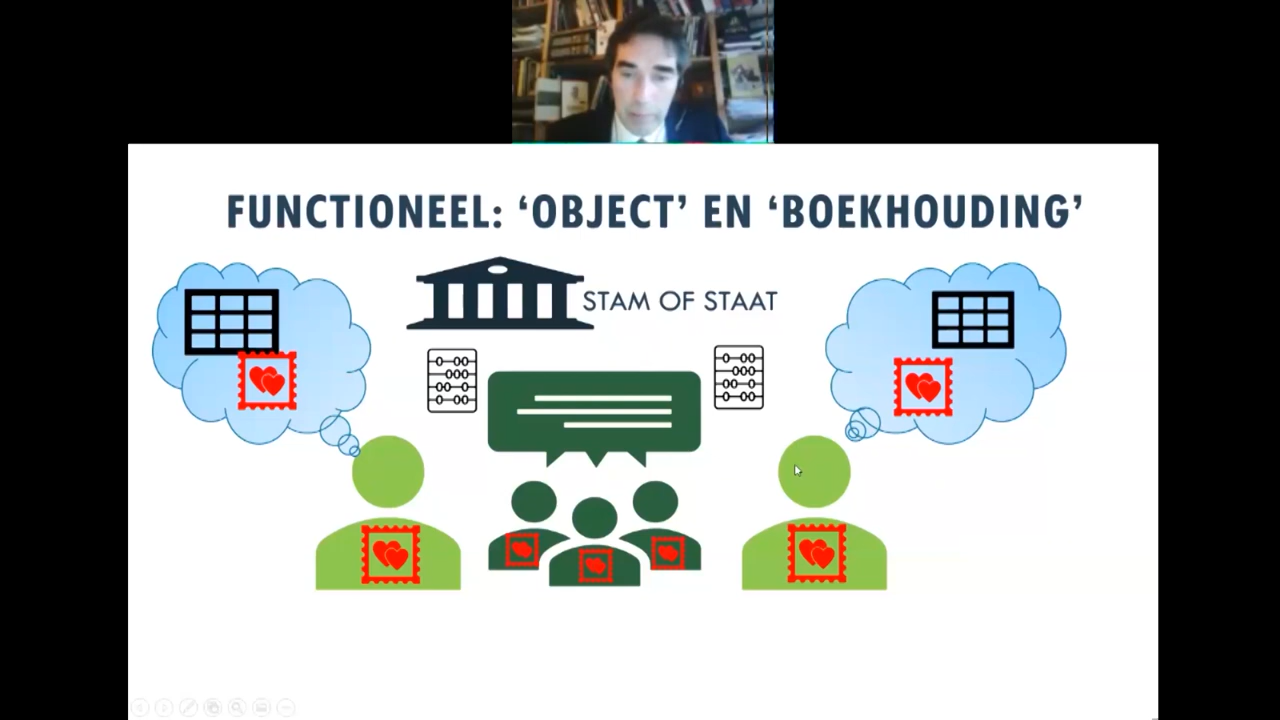 FUNCTIONEEL: ‘OBJECT’ EN ‘BOEKHOUDING’
STAM OF STAAT